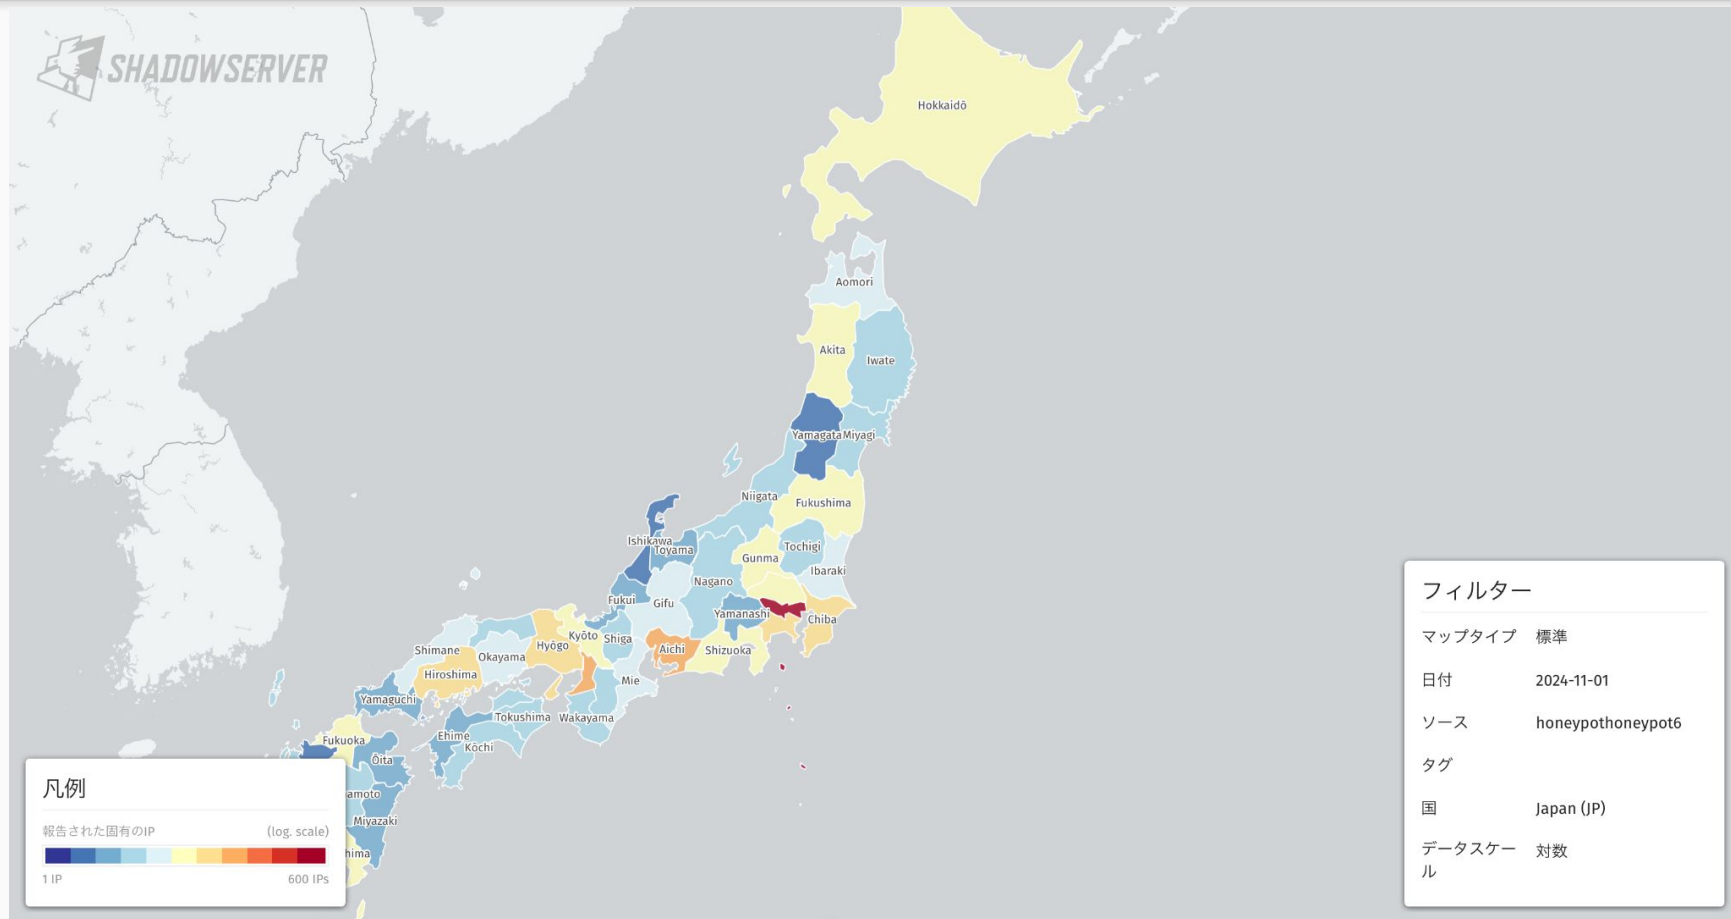 SHADOWSERVER
Hokkaidō
Aomori
Akita
Iwate
Yamagata
Miyagi
Niigata
Fukushima
Ishikawa
Toyama
Tochigi
Gunma
Ibaraki
Nagano
Fukui
Gifu
Yamanashi
Chiba
Kyōto
Shiga
Hyōgo
Aichi
Shizuoka
Shimane
Okayama
Hiroshima
Mie
Yamaguchi
Tokushima
Wakayama
Ehime
Kōchi
Fukuoka
Ōita
amoto
Miyazaki
hima
凡例
報告された固有のIP (log. scale)
1 IP 600 IPs
フィルター
マップタイプ 標準
日付 2024-11-01
ソース honeypothoneypot6
タグ
国 Japan (JP)
データスケー 対数
ル